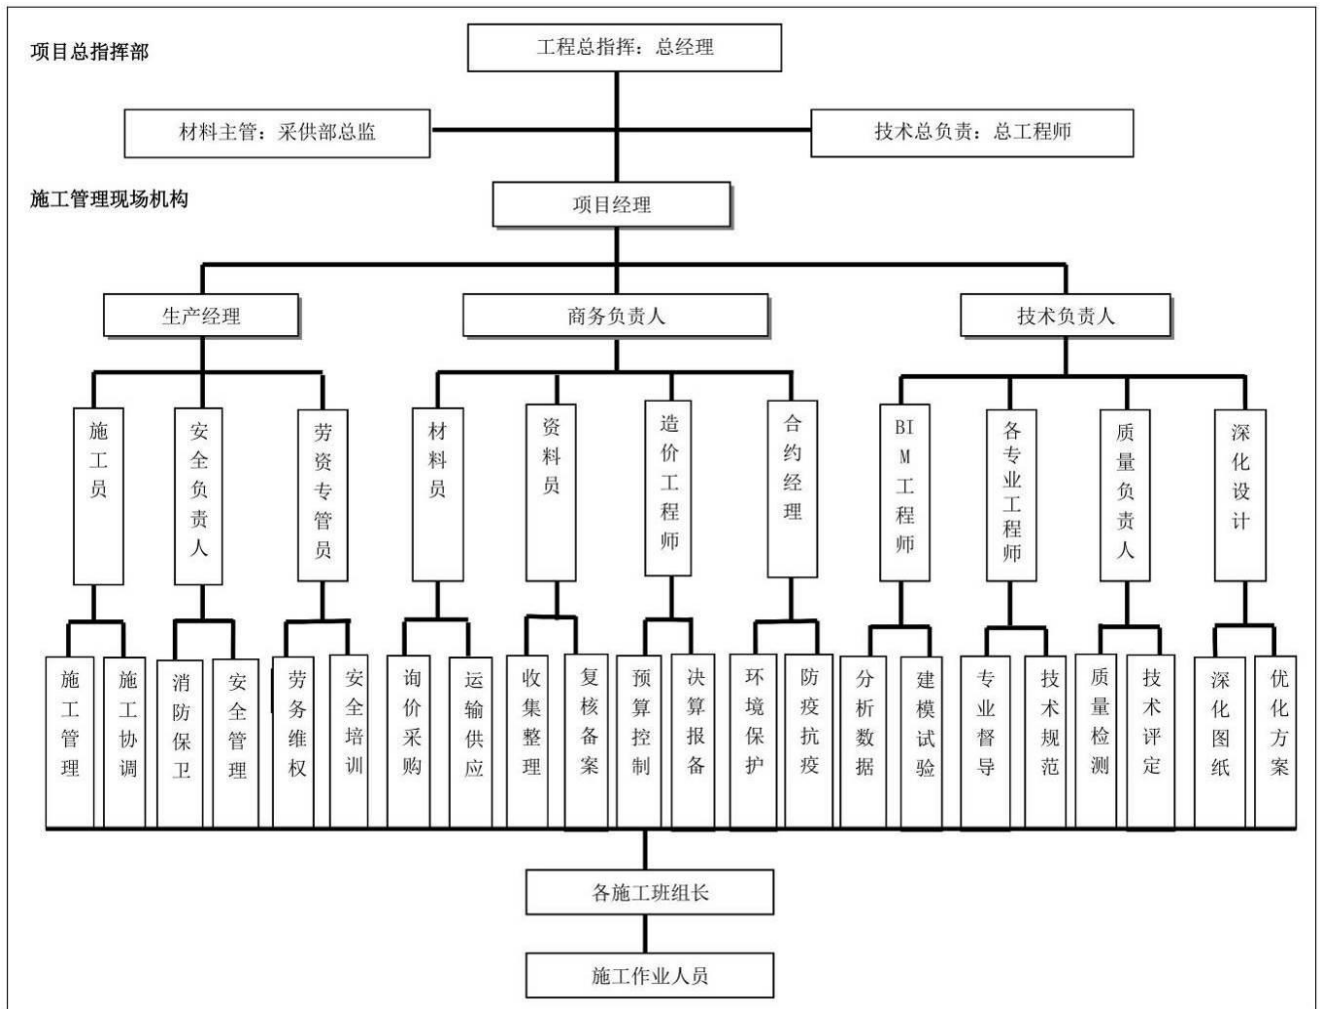 项目总指挥部
工程总指挥：总经理
材料主管：采供部总监
技术总负责：总工程师
施工管理现场机构
项目经理
生产经理
商务负责人
技术负责人
施工员
安全负责人
劳资专管员
材料员
资料员
造价工程师
合约经理
BIM工程师
各专业工程师
质量负责人
深化设计
施工管理
施工协调
消防保卫
安全管理
劳务维权
安全培训
询价采购
运输供应
收集整理
复核备案
预算控制
决算报备
环境保护
防疫抗疫
分析数据
建模试验
专业督导
技术规范
质量检测
技术评定
深化图纸
优化方案
各施工班组长
施工作业人员